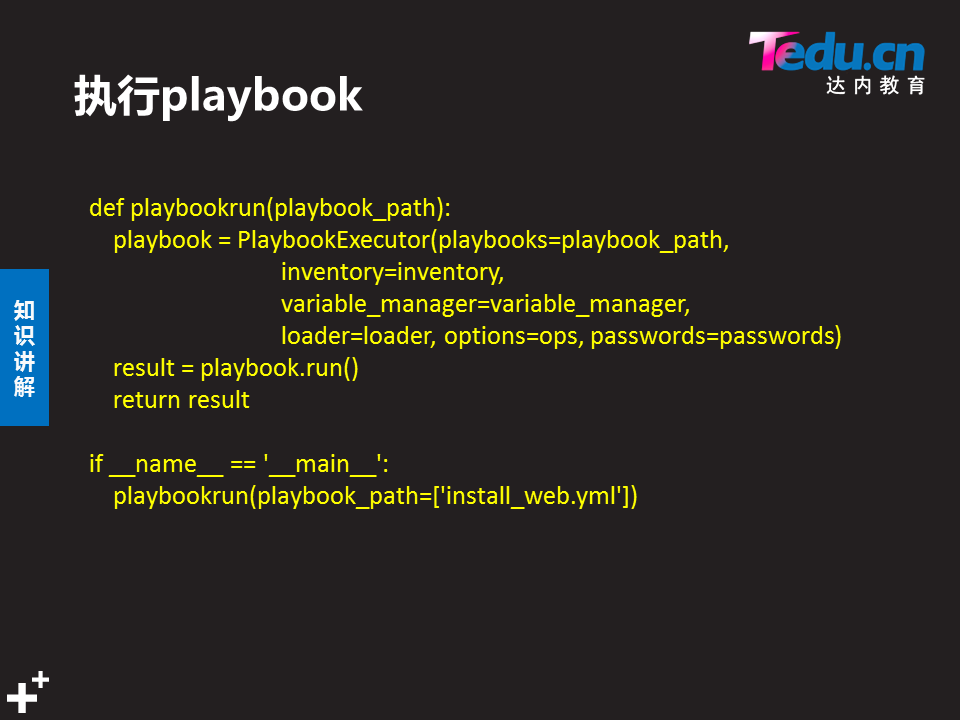 Tedu.cn
达内教育
执行playbook
def playbookrun(playbook_path):
    playbook = PlaybookExecutor(playbooks=playbook_path,
                            inventory=inventory,
                            variable_manager=variable_manager,
                            loader=loader, options=ops, passwords=passwords)
    result = playbook.run()
    return result
if __name__ == '__main__':
    playbookrun(playbook_path=['install_web.yml'])
知
识
讲
解